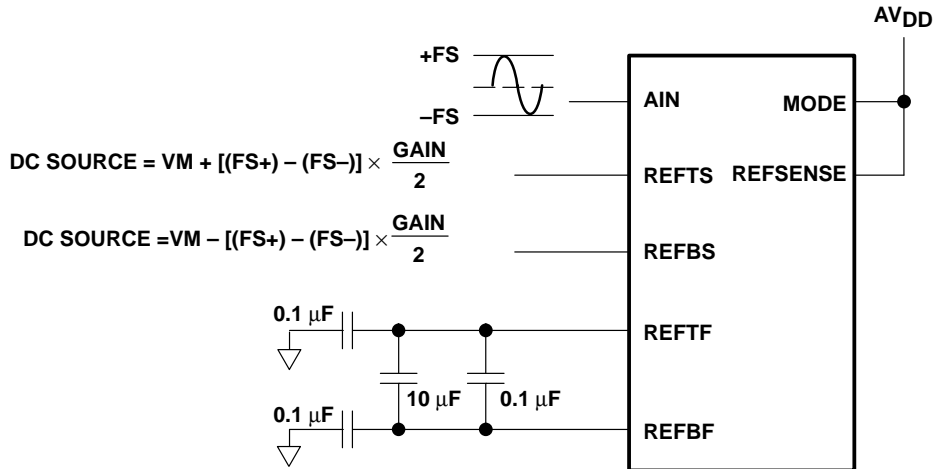 AVDD
+FS
–FS
AIN
MODE
DC SOURCE = VM + [(FS+) – (FS–)] × GAIN
2
REFTS
REFSENSE
DC SOURCE =VM – [(FS+) – (FS–)] × GAIN
2
REFBS
0.1 μF
REFTF
10 μF
0.1 μF
0.1 μF
REFBF